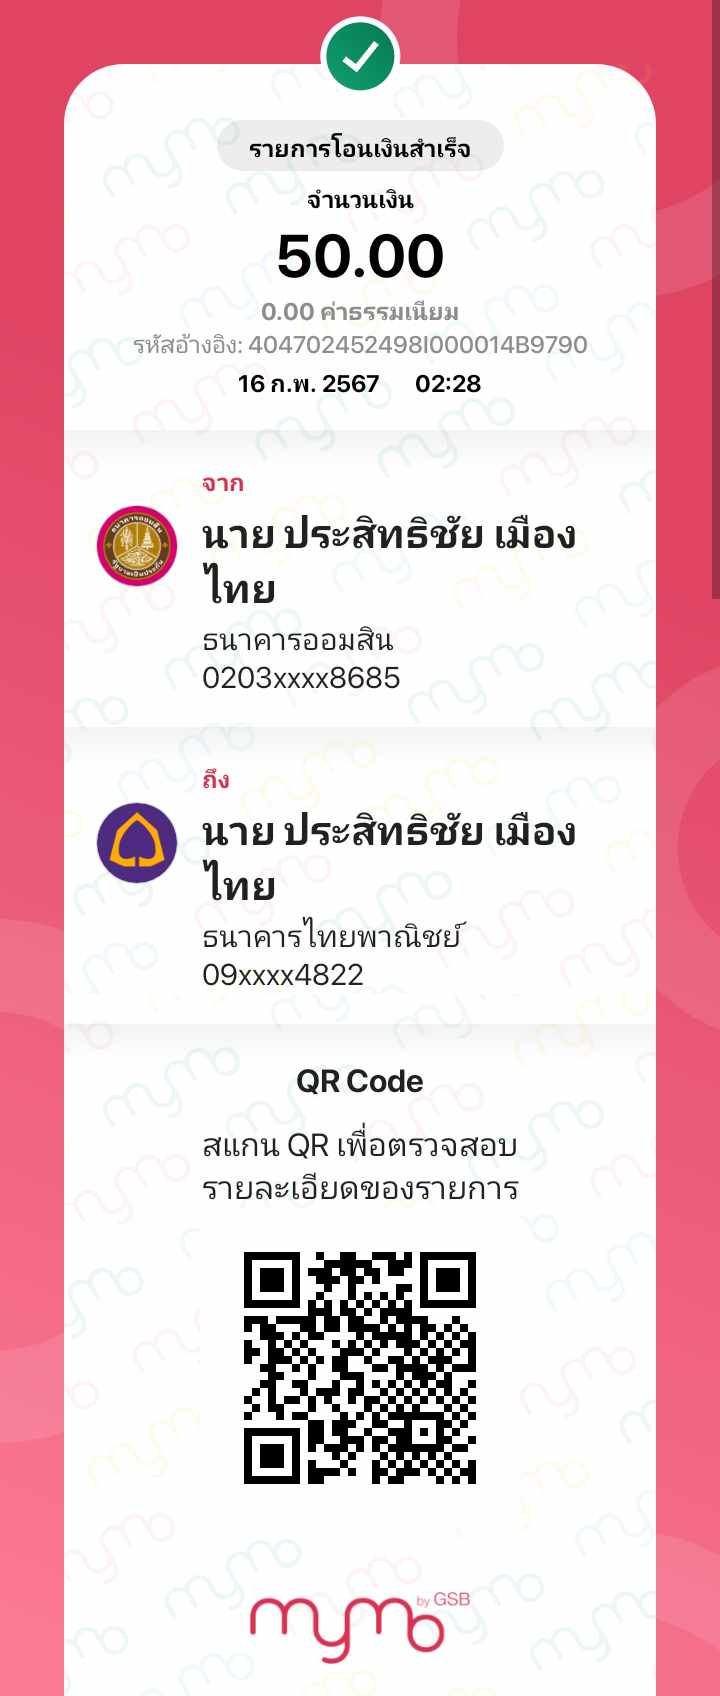 รายการโอนเงินสำเร็จ
จำนวนเงิน
50.00
0.00 ค่าธรรมเนียม
รหัสอ้างอิง: 404702452498I000014B9790
16 ก.พ. 2567 02:28
จาก
นาย ประสิทธิชัย เมือง
ไทย
ธนาคารออมสิน
0203xxxx8685
ถึง
นาย ประสิทธิชัย เมือง
ไทย
ธนาคารไทยพาณิชย์
09xxxx4822
QR Code
สแกน QR เพื่อตรวจสอบ
รายละเอียดของรายการ
mymo by GSB